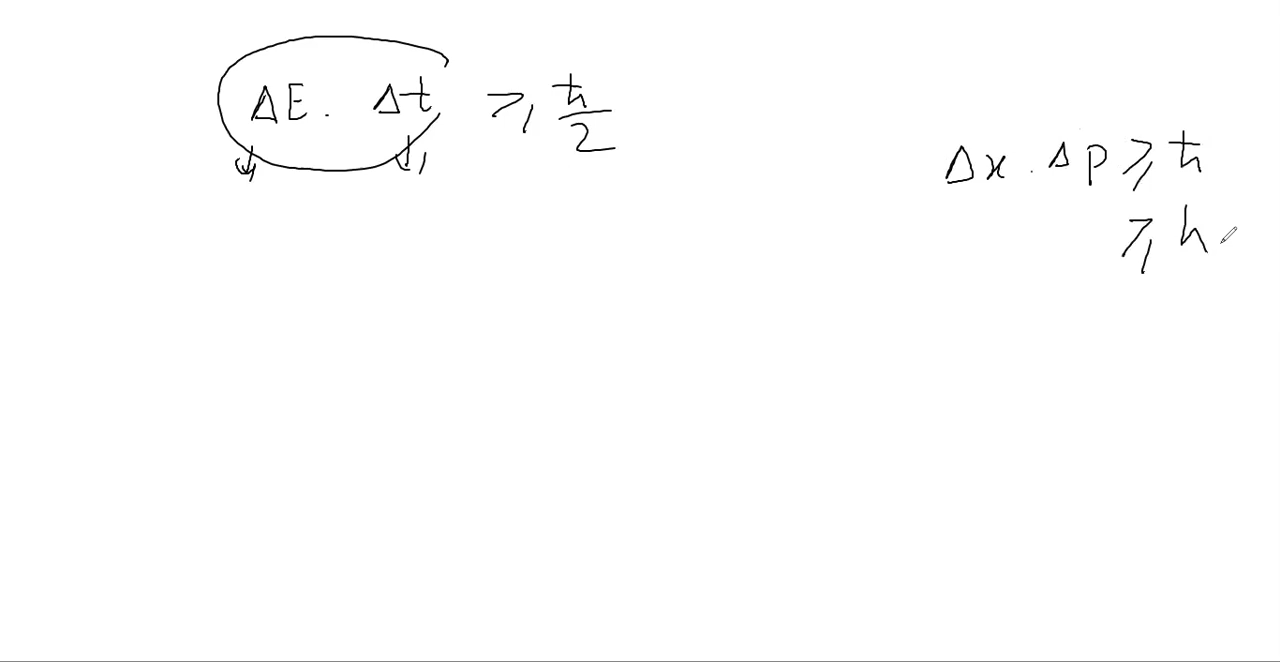 ΔE . Δt ≥ ℏ/2
Δx . Δp ≥ ℏ
≥ h